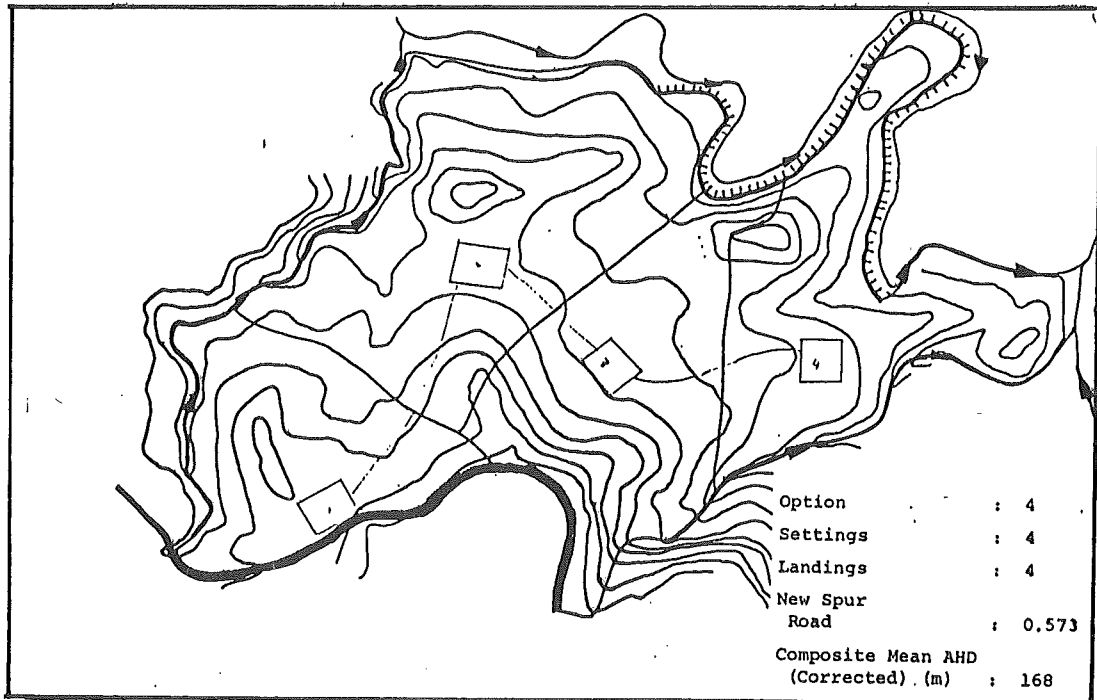 4
Option : 4
Settings : 4
Landings : 4
New Spur
Road : 0.573
Composite Mean AHD
(Corrected) (m) : 168